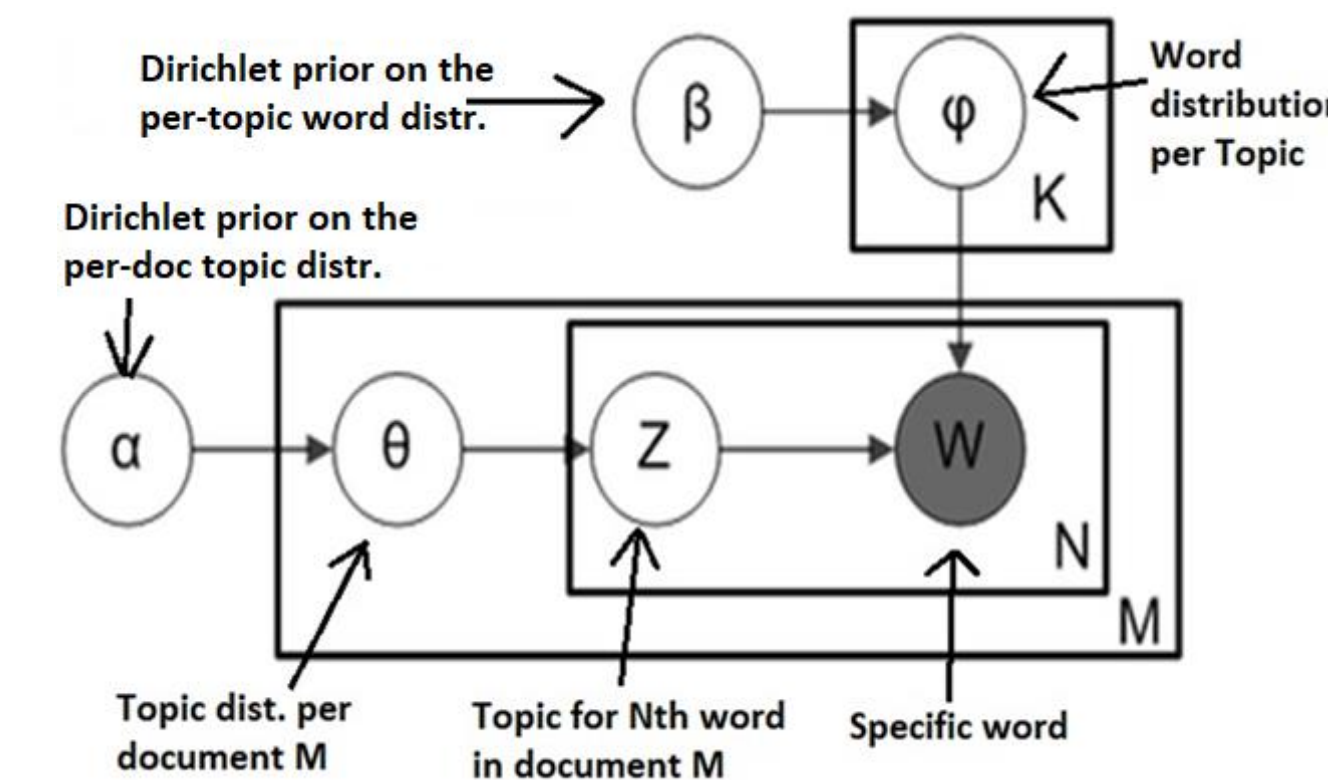 Dirichlet prior on the
per-topic word distr.
β
φ
K
Word
distribution
per Topic
Dirichlet prior on the
per-doc topic distr.
α
θ
Z
W
N
M
Topic dist. per
document M
Topic for Nth word
in document M
Specific word